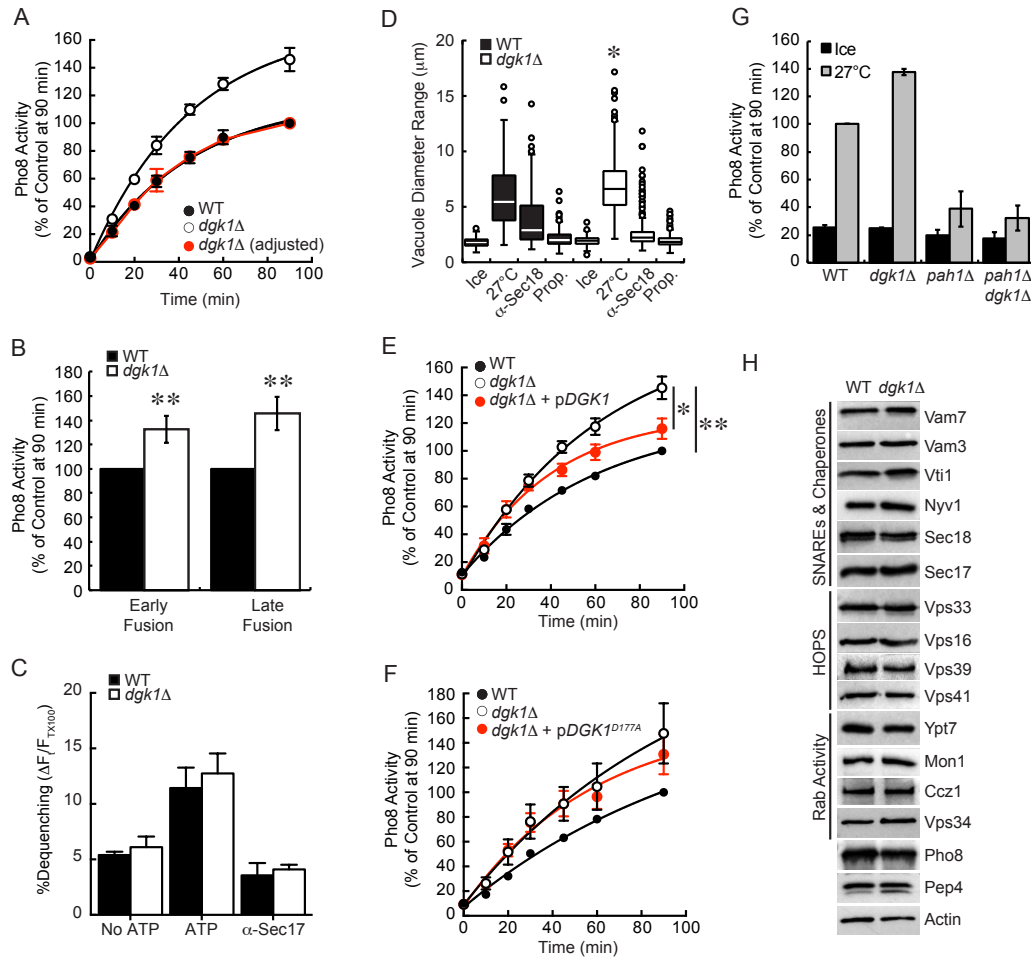 A
160
140
120
100
80
60
40
20
0
Pho8 Activity
(% of Control at 90 min)
WT
dgk1Δ
dgk1Δ (adjusted)
0 20 40 60 80 100
Time (min)
B
WT
dgk1Δ
180
160
140
120
100
80
60
40
20
0
Pho8 Activity
(% of Control at 90 min)
**
**
Early
Fusion
Late
Fusion
C
WT
dgk1Δ
20
15
10
5
0
%Dequenching (ΔF/F TX100)
No ATP ATP α-Sec17
D
WT
dgk1Δ
20
15
10
5
0
Vacuole Diameter Range (μm)
*
Ice 27°C α-Sec18 Prop. Ice 27°C α-Sec18 Prop.
E
WT
dgk1Δ
dgk1Δ + pDGK1
160
140
120
100
80
60
40
20
0
Pho8 Activity
(% of Control at 90 min)
*
**
0 20 40 60 80 100
Time (min)
F
WT
dgk1Δ
dgk1Δ + pDGK1D177A
160
140
120
100
80
60
40
20
0
Pho8 Activity
(% of Control at 90 min)
0 20 40 60 80 100
Time (min)
G
Ice
27°C
160
140
120
100
80
60
40
20
0
Pho8 Activity
(% of Control at 90 min)
WT dgk1Δ pah1Δ pah1Δ
dgk1Δ
H
WT dgk1Δ
SNAREs & Chaperones
Vam7
Vam3
Vti1
Nyv1
Sec18
Sec17
HOPS
Vps33
Vps16
Vps39
Vps41
Rab Activity
Ypt7
Mon1
Ccz1
Vps34
Pho8
Pep4
Actin